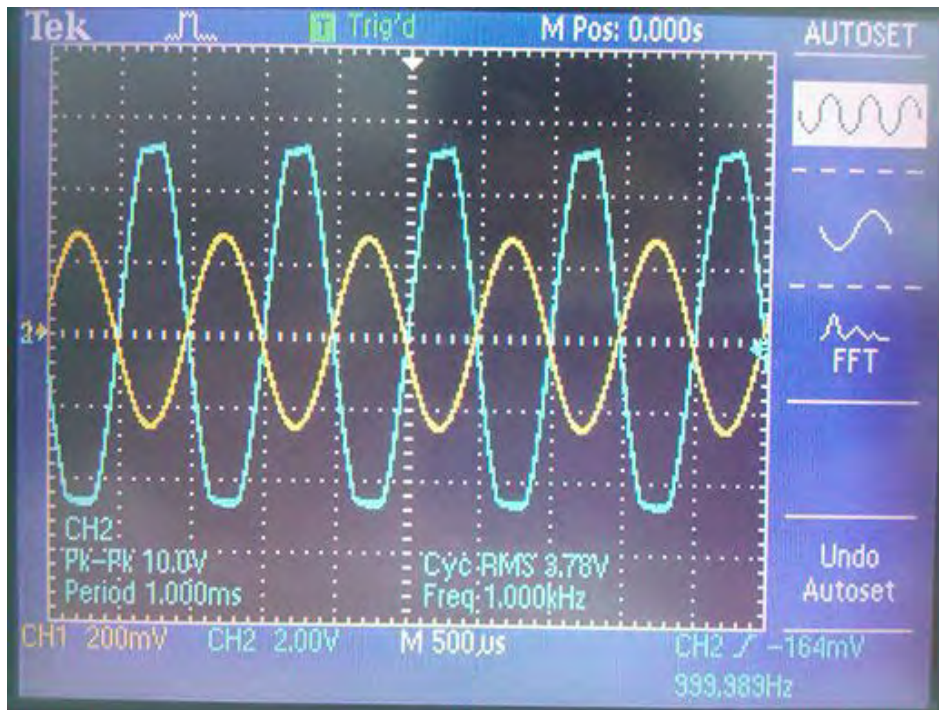 Tek T Trig'd M Pos: 0.000s AUTOSET
FFT
CH2
Pk-Pk 10.0V
Period 1.000ms
Cyc RMS 3.78V
Freq 1.000kHz
Undo
Autoset
CH1 200mV CH2 2.00V M 500µs CH2 -164mV
999.989Hz